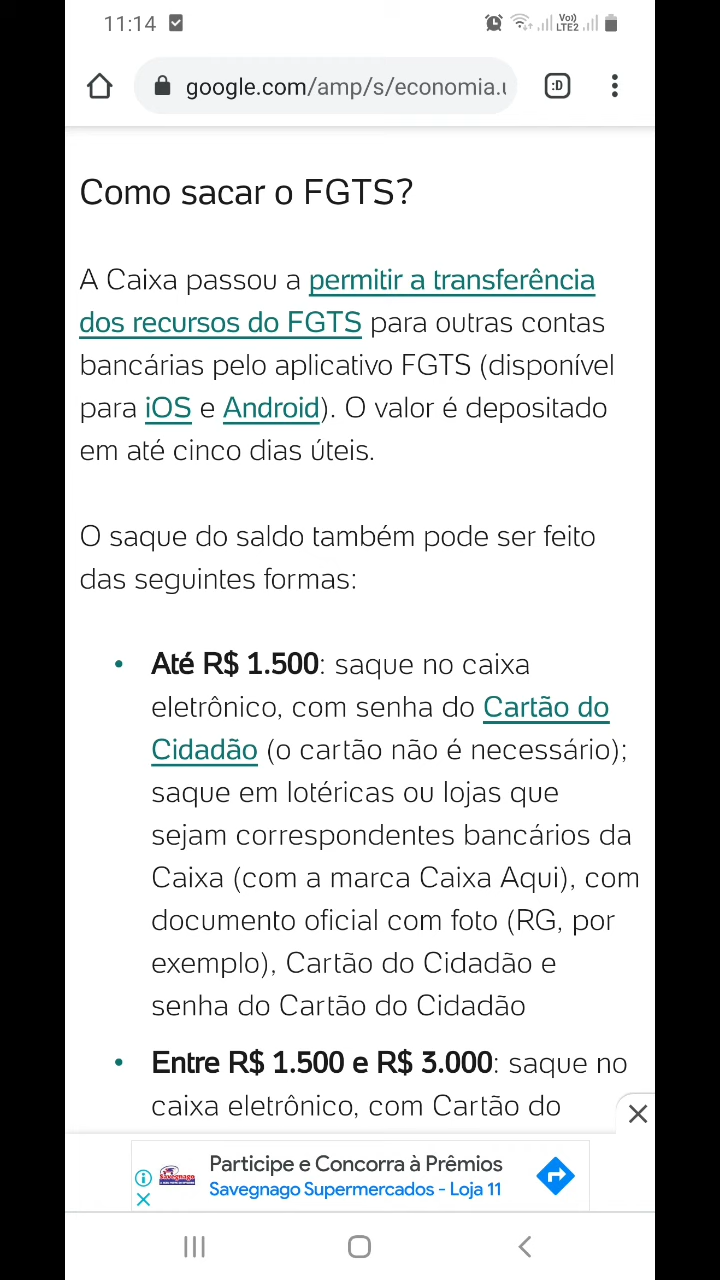 11:14
Vo))
LTE2
google.com/amp/s/economia.u
:D
Como sacar o FGTS?
A Caixa passou a permitir a transferência
dos recursos do FGTS para outras contas
bancárias pelo aplicativo FGTS (disponível
para iOS e Android). O valor é depositado
em até cinco dias úteis.
O saque do saldo também pode ser feito
das seguintes formas:
• Até R$ 1.500: saque no caixa
eletrônico, com senha do Cartão do
Cidadão (o cartão não é necessário);
saque em lotéricas ou lojas que
sejam correspondentes bancários da
Caixa (com a marca Caixa Aqui), com
documento oficial com foto (RG, por
exemplo), Cartão do Cidadão e
senha do Cartão do Cidadão
• Entre R$ 1.500 e R$ 3.000: saque no
caixa eletrônico, com Cartão do
Participe e Concorra à Prêmios
savegnago
Savegnago Supermercados - Loja 11